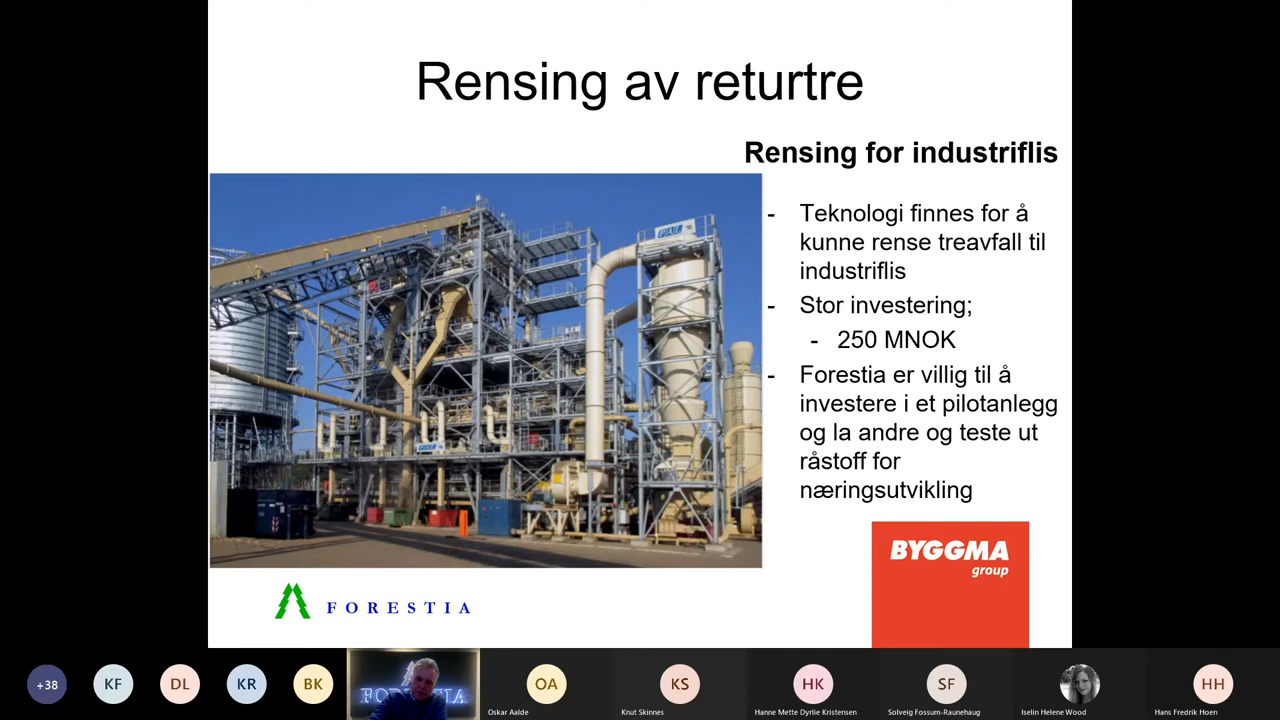 Rensing av returtre
Rensing for industriflis
- Teknologi finnes for å
kunne rense treavfall til
industriflis
- Stor investering;
- 250 MNOK
- Forestia er villig til å
investere i et pilotanlegg
og la andre og teste ut
råstoff for
næringsutvikling
BYGGMA
group
FORESTIA
+38
KF
DL
KR
BK
FORESTIA
OA
KS
HK
SF
HH
Oskar Aalde
Knut Skinnes
Hanne Mette Dyrlie Kristensen
Solveig Fossum-Raunehaug
Iselin Helene Wood
Hans Fredrik Hoen